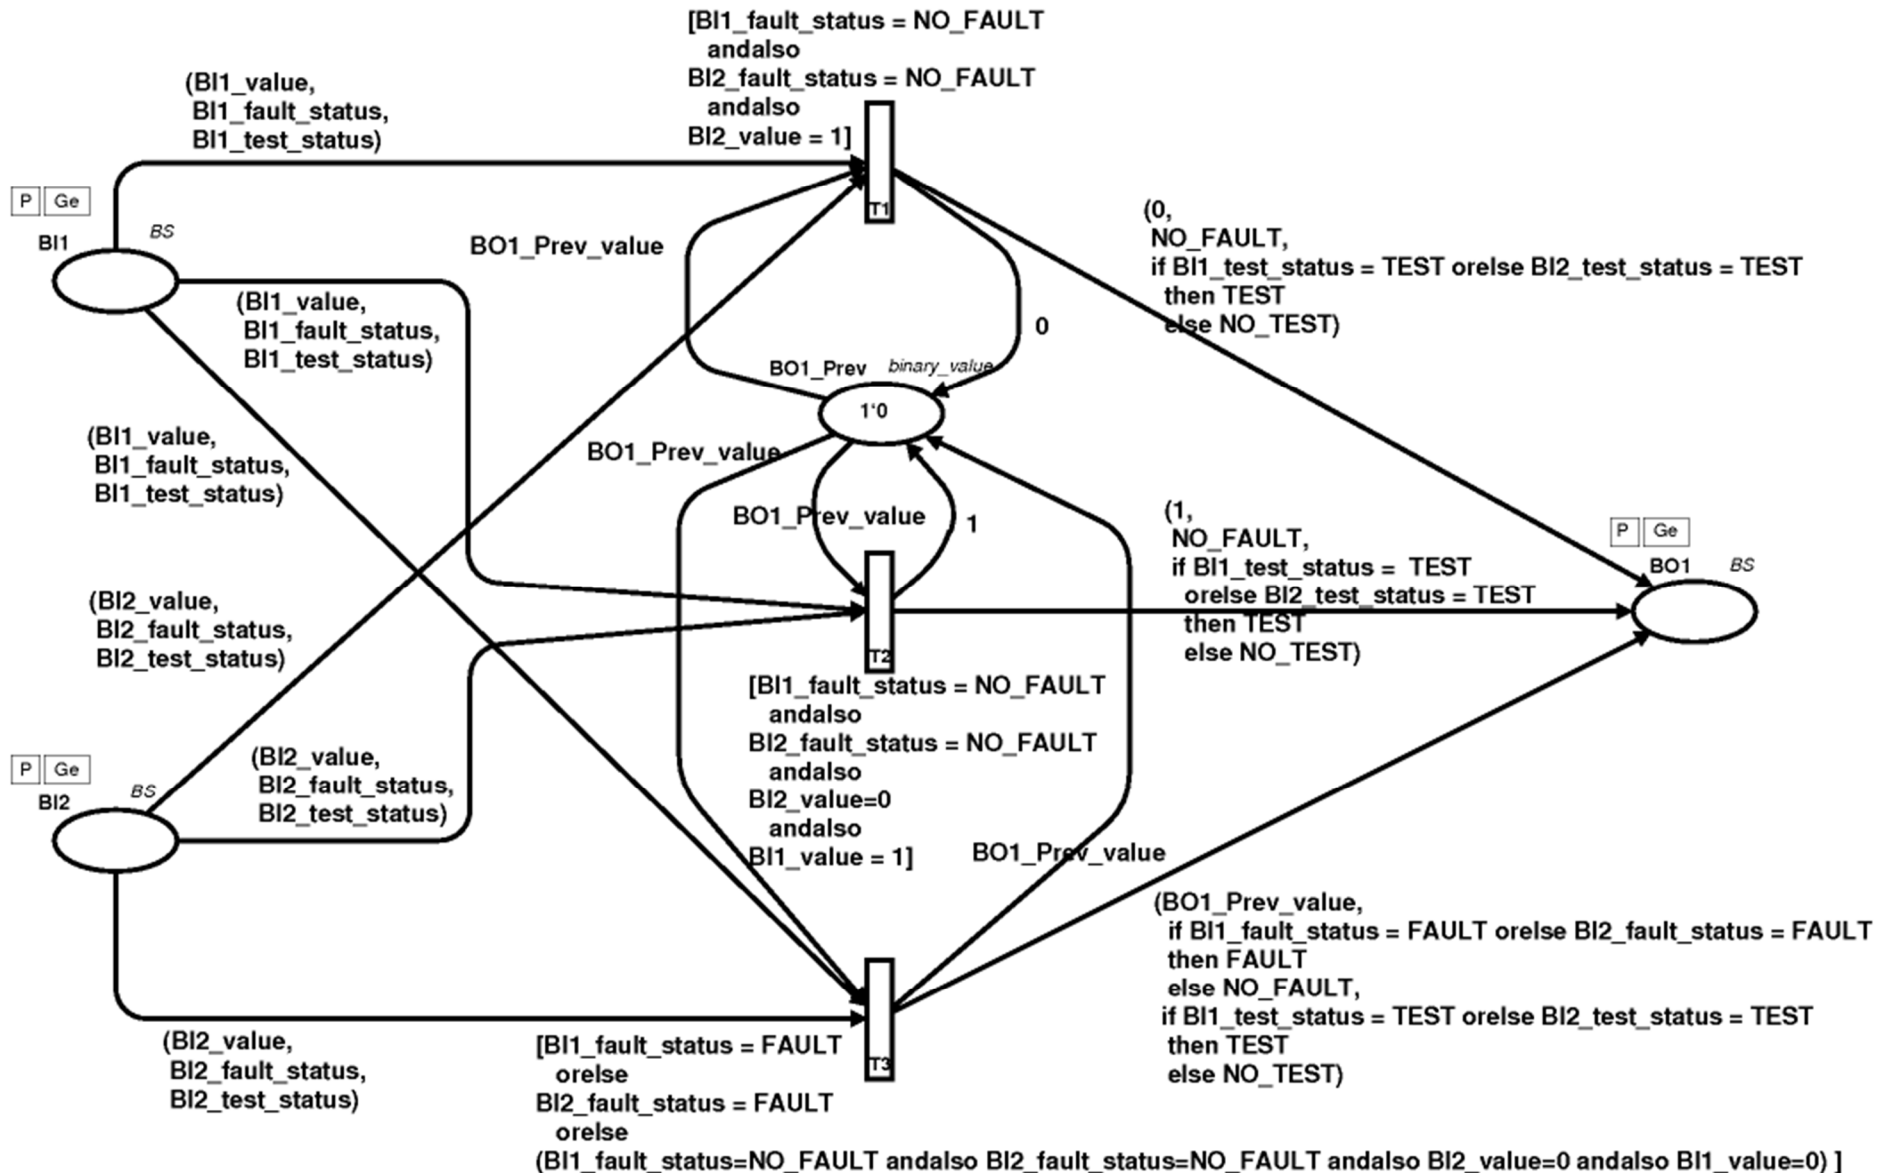 [BI1_fault_status = NO_FAULT
andalso
BI2_fault_status = NO_FAULT
andalso
BI2_value = 1]
(BI1_value,
BI1_fault_status,
BI1_test_status)
P Ge
BI1 BS
T1
BO1_Prev_value
(0,
NO_FAULT,
if BI1_test_status = TEST orelse BI2_test_status = TEST
then TEST
else NO_TEST)
(BI1_value,
BI1_fault_status,
BI1_test_status)
0
BO1_Prev binary_value
1'0
(BI1_value,
BI1_fault_status,
BI1_test_status)
BO1_Prev_value
BO1_Prev_value
1
(1,
NO_FAULT,
if BI1_test_status = TEST
orelse BI2_test_status = TEST
then TEST
else NO_TEST)
P Ge
BO1 BS
(BI2_value,
BI2_fault_status,
BI2_test_status)
T2
[BI1_fault_status = NO_FAULT
andalso
BI2_fault_status = NO_FAULT
andalso
BI2_value=0
andalso
BI1_value = 1]
P Ge
BI2 BS
(BI2_value,
BI2_fault_status,
BI2_test_status)
BO1_Prev_value
(BO1_Prev_value,
if BI1_fault_status = FAULT orelse BI2_fault_status = FAULT
then FAULT
else NO_FAULT,
if BI1_test_status = TEST orelse BI2_test_status = TEST
then TEST
else NO_TEST)
(BI2_value,
BI2_fault_status,
BI2_test_status)
T3
[BI1_fault_status = FAULT
orelse
BI2_fault_status = FAULT
orelse
(BI1_fault_status=NO_FAULT andalso BI2_fault_status=NO_FAULT andalso BI2_value=0 andalso BI1_value=0) ]